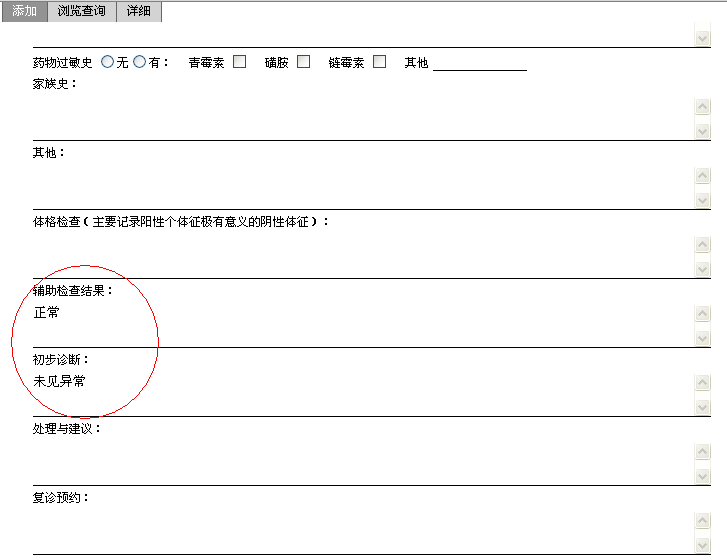 添加 浏览查询 详细
药物过敏史 无 有： 青霉素 磺胺 链霉素 其他
家族史：
其他：
体格检查（主要记录阳性个体征极有意义的阴性体征）：
辅助检查结果：
正常
初步诊断：
未见异常
处理与建议：
复诊预约：